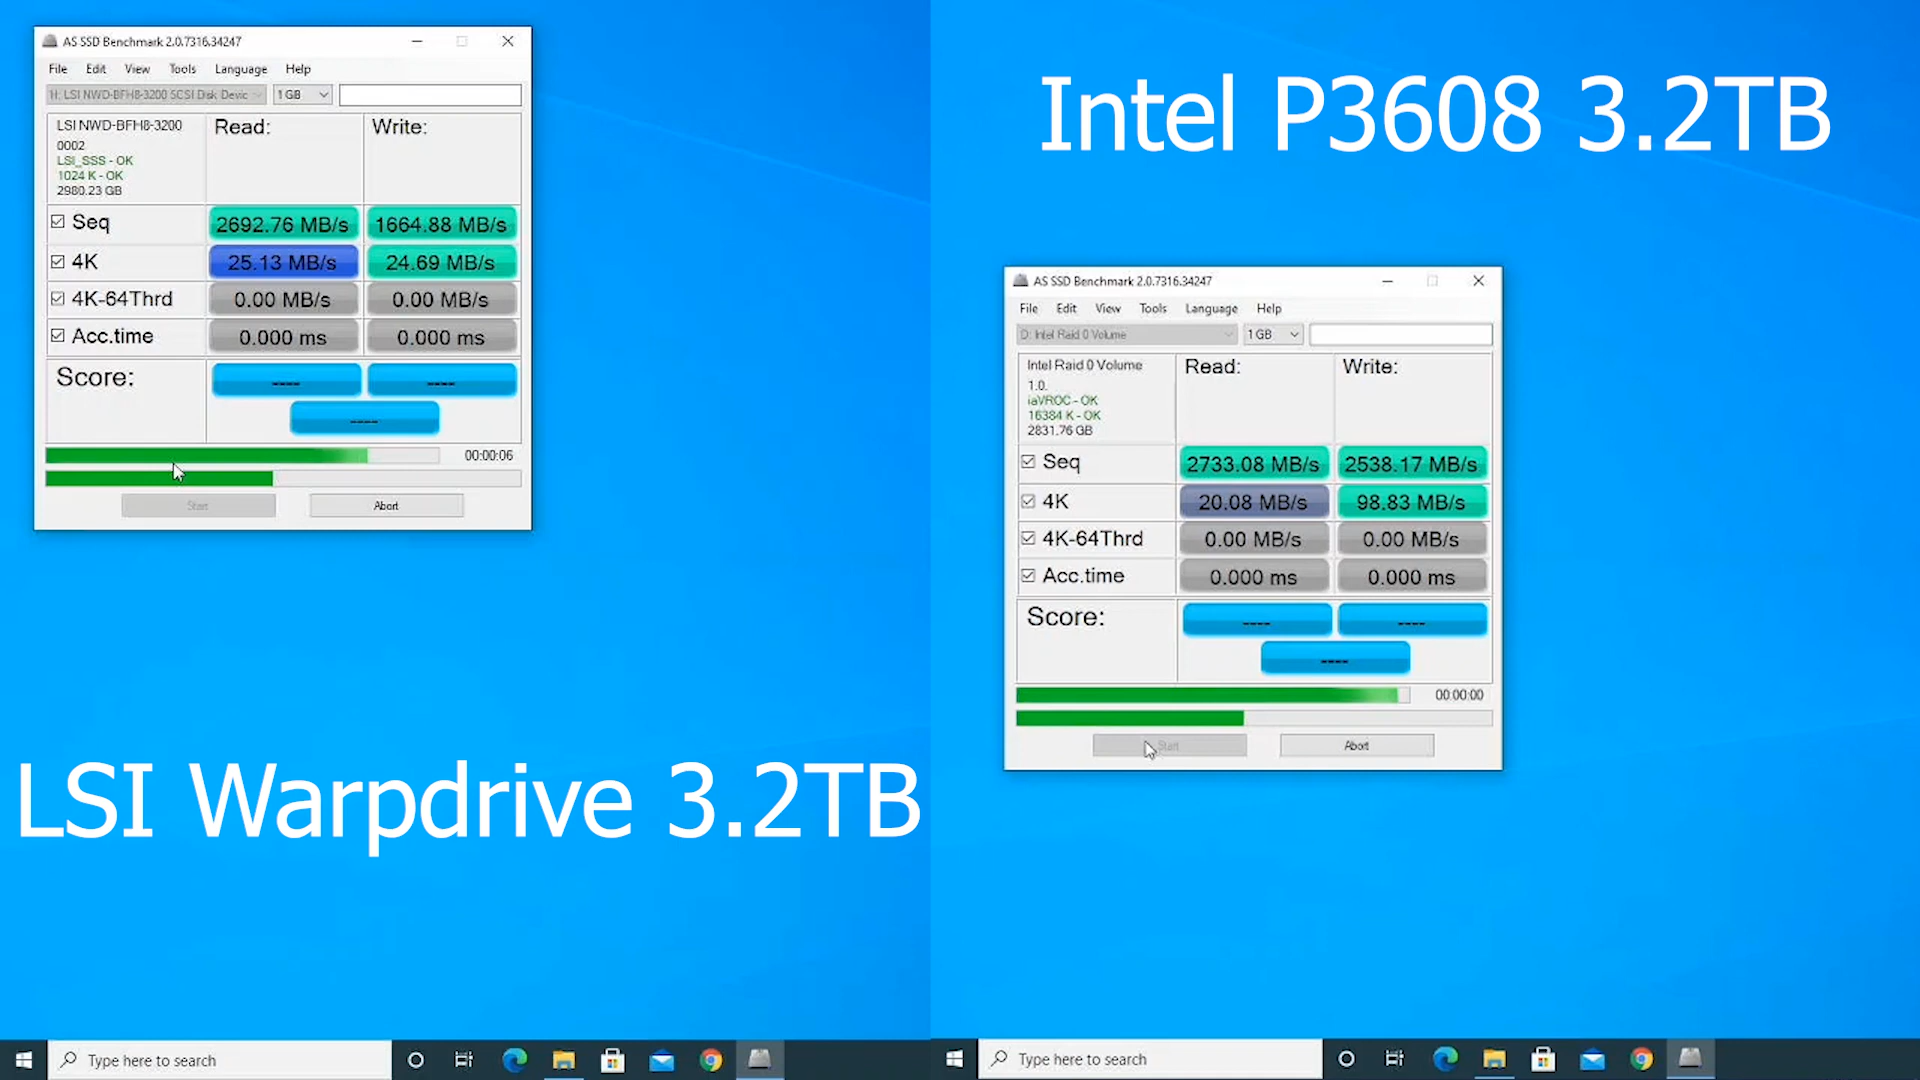 AS SSD Benchmark 2.0.7316.34247
File Edit View Tools Language Help
H: LSI NWD-BFH8-3200 SCSI Disk Devic 1 GB
LSI NWD-BFH8-3200
0002
LSI_SSS - OK
1024 K - OK
2980.23 GB
Read: Write:
Seq 2692.76 MB/s 1664.88 MB/s
4K 25.13 MB/s 24.69 MB/s
4K-64Thrd 0.00 MB/s 0.00 MB/s
Acc.time 0.000 ms 0.000 ms
Score: ---- ----
----
00:00:06
Start Abort
LSI Warpdrive 3.2TB
Type here to search
Intel P3608 3.2TB
AS SSD Benchmark 2.0.7316.34247
File Edit View Tools Language Help
D: Intel Raid 0 Volume 1 GB
Intel Raid 0 Volume
1.0.
iaVROC - OK
16384 K - OK
2831.76 GB
Read: Write:
Seq 2733.08 MB/s 2538.17 MB/s
4K 20.08 MB/s 98.83 MB/s
4K-64Thrd 0.00 MB/s 0.00 MB/s
Acc.time 0.000 ms 0.000 ms
Score: ---- ----
----
00:00:00
Start Abort
Type here to search